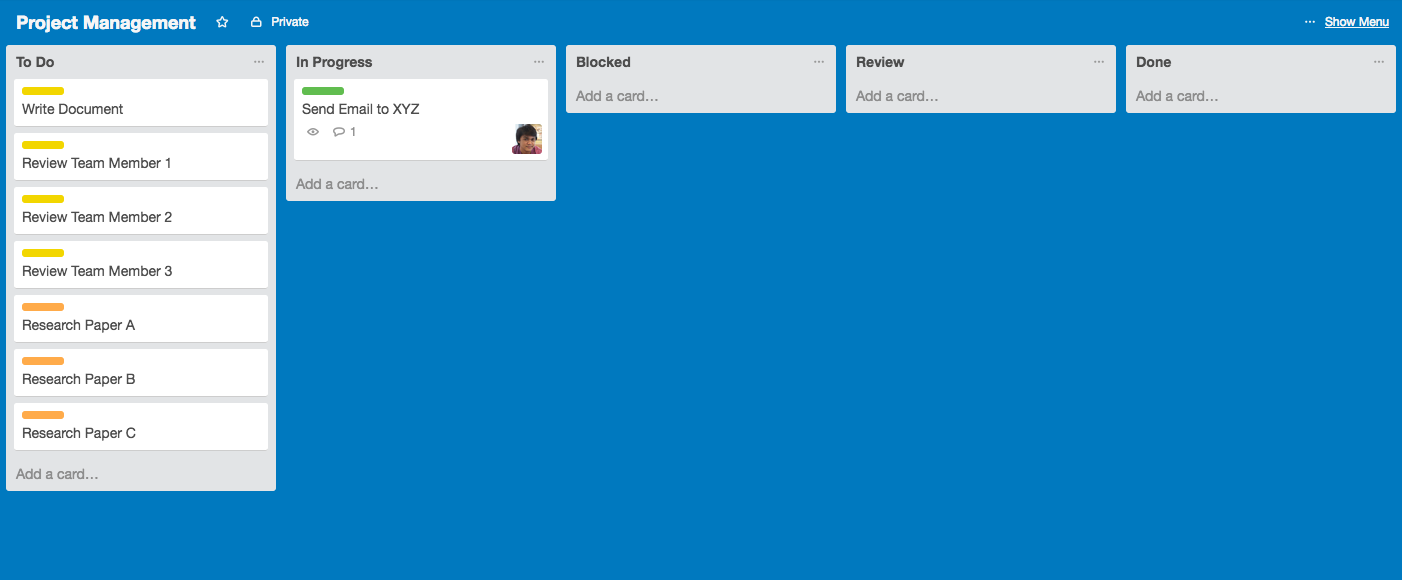 Project Management Private ... Show Menu
To Do ...
Write Document
Review Team Member 1
Review Team Member 2
Review Team Member 3
Research Paper A
Research Paper B
Research Paper C
Add a card…
In Progress ...
Send Email to XYZ
1
Add a card…
Blocked ...
Add a card…
Review ...
Add a card…
Done ...
Add a card…